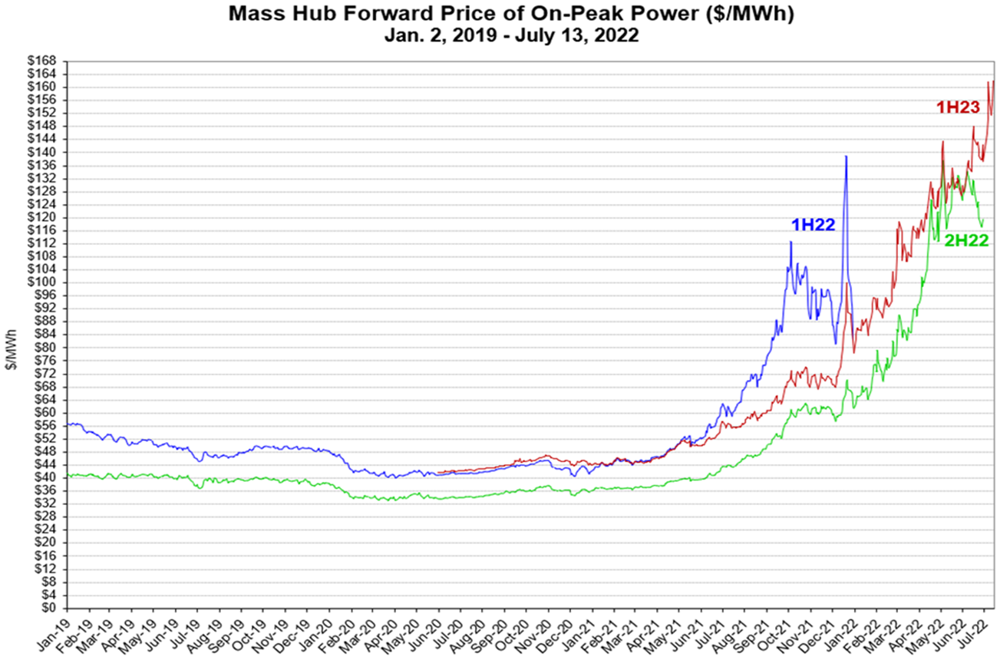 Mass Hub Forward Price of On-Peak Power ($/MWh)
Jan. 2, 2019 - July 13, 2022
$168
$164
$160
$156
$152
$148
$144
$140
$136
$132
$128
$124
$120
$116
$112
$108
$104
$100
$96
$92
$88
$84
$80
$76
$72
$68
$64
$60
$56
$52
$48
$44
$40
$36
$32
$28
$24
$20
$16
$12
$8
$4
$0
$/MWh
1H23
1H22
2H22
Jan-19
Feb-19
Mar-19
Apr-19
May-19
Jun-19
Jul-19
Aug-19
Sep-19
Oct-19
Nov-19
Dec-19
Jan-20
Feb-20
Mar-20
Apr-20
May-20
Jun-20
Jul-20
Aug-20
Sep-20
Oct-20
Nov-20
Dec-20
Jan-21
Feb-21
Mar-21
Apr-21
May-21
Jun-21
Jul-21
Aug-21
Sep-21
Oct-21
Nov-21
Dec-21
Jan-22
Feb-22
Mar-22
Apr-22
May-22
Jun-22
Jul-22